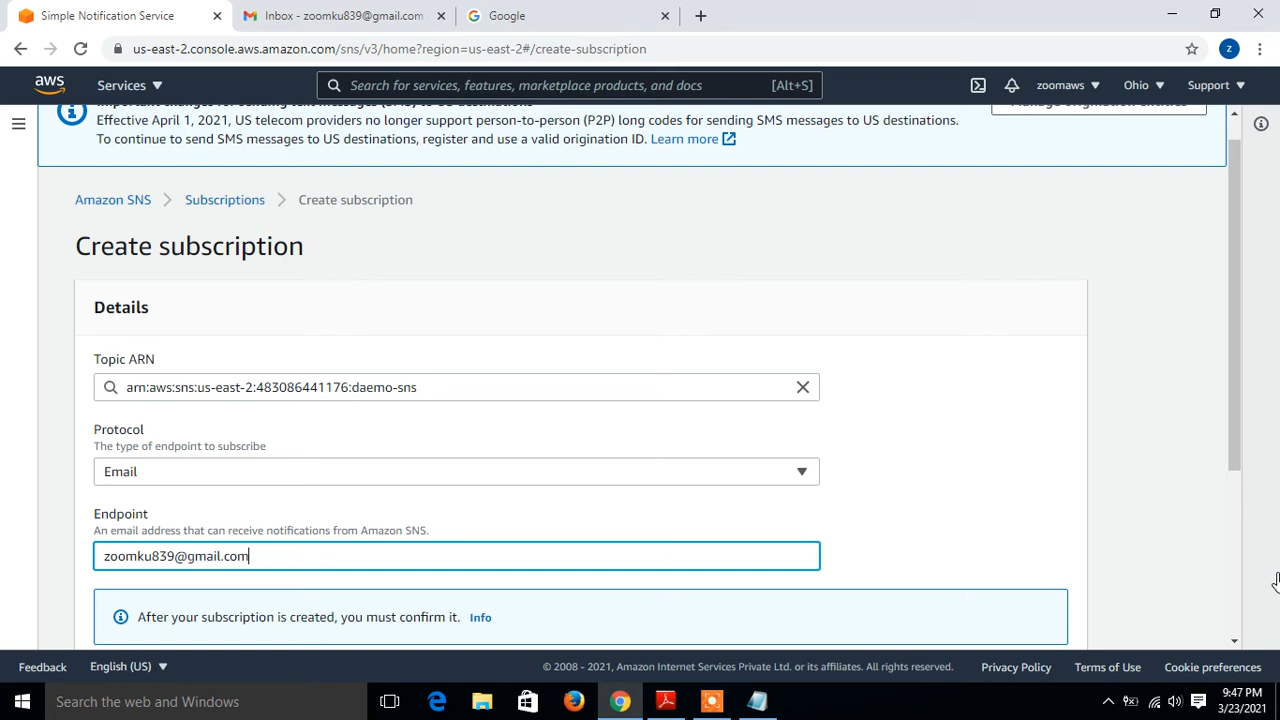 Simple Notification Service
Inbox - zoomku839@gmail.com
Google
us-east-2.console.aws.amazon.com/sns/v3/home?region=us-east-2#/create-subscription
z
aws
Services
Search for services, features, marketplace products, and docs
[Alt+S]
zoomaws
Ohio
Support
Effective April 1, 2021, US telecom providers no longer support person-to-person (P2P) long codes for sending SMS messages to US destinations.
To continue to send SMS messages to US destinations, register and use a valid origination ID. Learn more
Amazon SNS
Subscriptions
Create subscription
Create subscription
Details
Topic ARN
arn:aws:sns:us-east-2:483086441176:daemo-sns
Protocol
The type of endpoint to subscribe
Email
Endpoint
An email address that can receive notifications from Amazon SNS.
zoomku839@gmail.com
After your subscription is created, you must confirm it. Info
Feedback
English (US)
© 2008 - 2021, Amazon Internet Services Private Ltd. or its affiliates. All rights reserved.
Privacy Policy
Terms of Use
Cookie preferences
Search the web and Windows
9:47 PM
3/23/2021